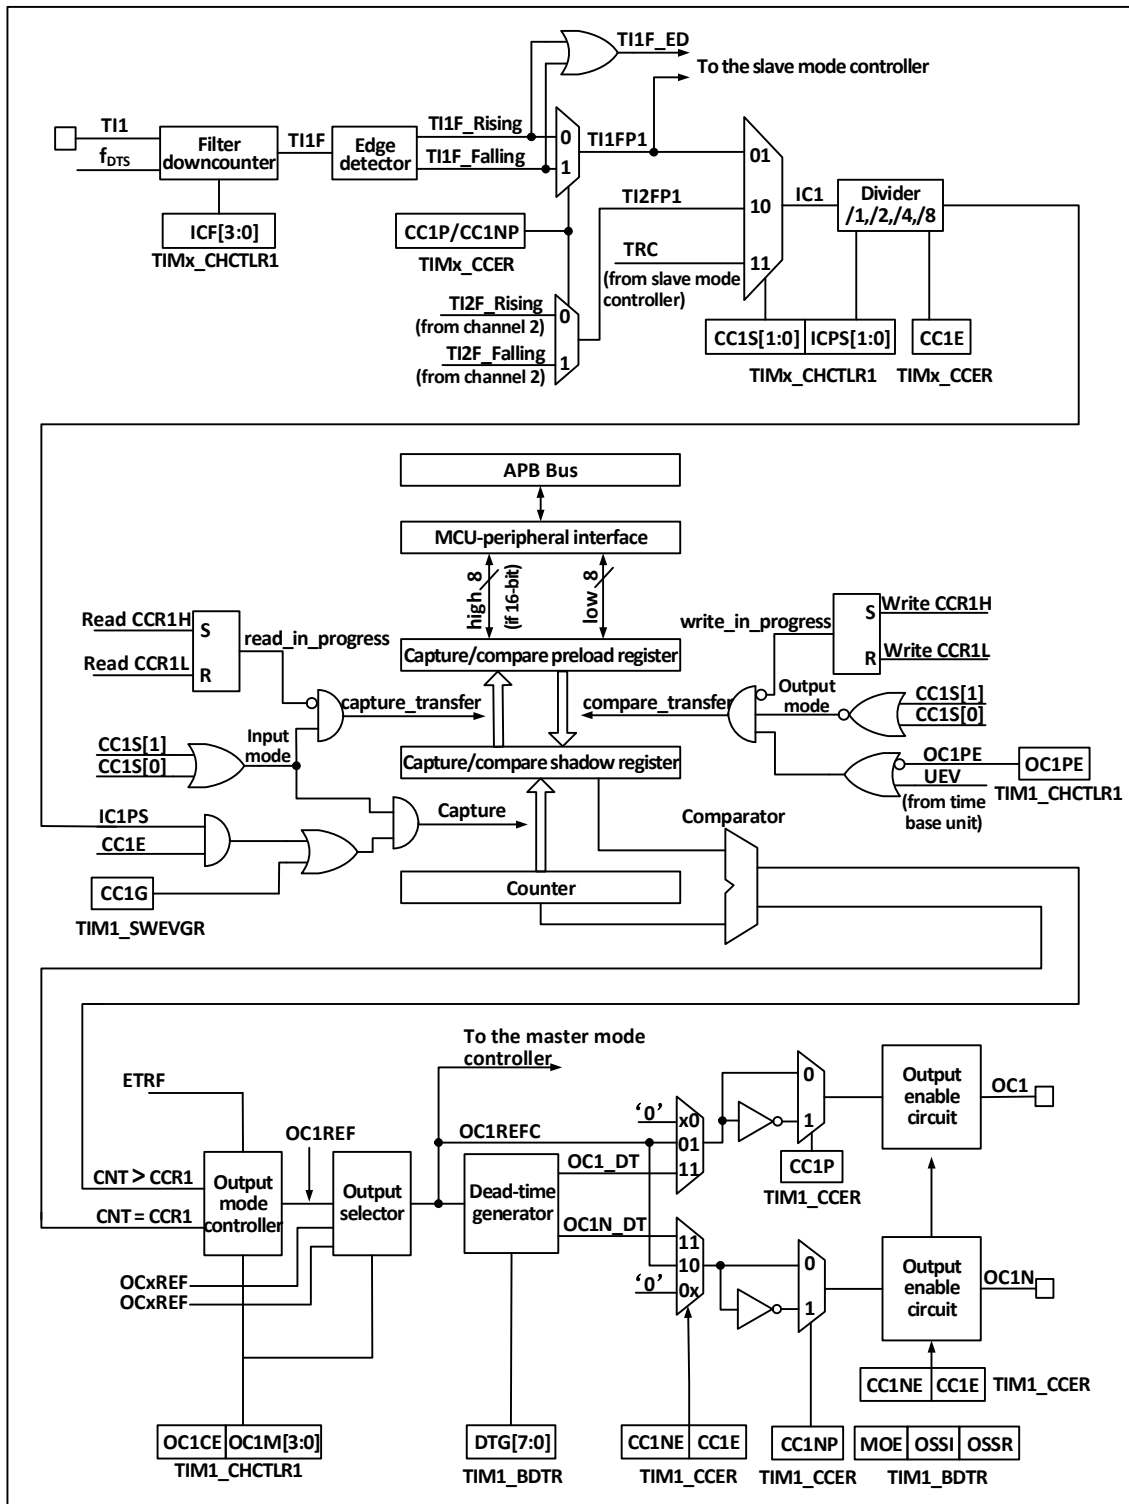 TI1F_ED
To the slave mode controller
TI1
fDTS
Filter
downcounter
TI1F
Edge
detector
TI1F_Rising
TI1F_Falling
0
1
TI1FP1
01
10
11
TI2FP1
TRC
(from slave mode
controller)
IC1
Divider
/1,/2,/4,/8
ICF[3:0]
TIMx_CHCTLR1
CC1P/CC1NP
TIMx_CCER
TI2F_Rising
(from channel 2)
TI2F_Falling
(from channel 2)
0
1
CC1S[1:0]
ICPS[1:0]
CC1E
TIMx_CHCTLR1
TIMx_CCER
APB Bus
MCU-peripheral interface
high
8
(if 16-bit)
low
8
Read CCR1H
Read CCR1L
S
R
read_in_progress
write_in_progress
S
R
Write CCR1H
Write CCR1L
Capture/compare preload register
capture_transfer
compare_transfer
Output
mode
CC1S[1]
CC1S[0]
CC1S[1]
CC1S[0]
Input
mode
Capture/compare shadow register
OC1PE
UEV
(from time
base unit)
OC1PE
TIM1_CHCTLR1
IC1PS
CC1E
CC1G
TIM1_SWEVGR
Capture
Comparator
Counter
To the master mode
controller
ETRF
OC1REF
CNT > CCR1
CNT = CCR1
Output
mode
controller
Output
selector
OCxREF
OCxREF
OC1REFC
Dead-time
generator
OC1_DT
OC1N_DT
‘0’
x0
01
11
11
10
0x
‘0’
0
1
CC1P
TIM1_CCER
0
1
Output
enable
circuit
OC1
Output
enable
circuit
OC1N
CC1NE
CC1E
TIM1_CCER
OC1CE
OC1M[3:0]
TIM1_CHCTLR1
DTG[7:0]
TIM1_BDTR
CC1NE
CC1E
TIM1_CCER
CC1NP
TIM1_CCER
MOE
OSSI
OSSR
TIM1_BDTR